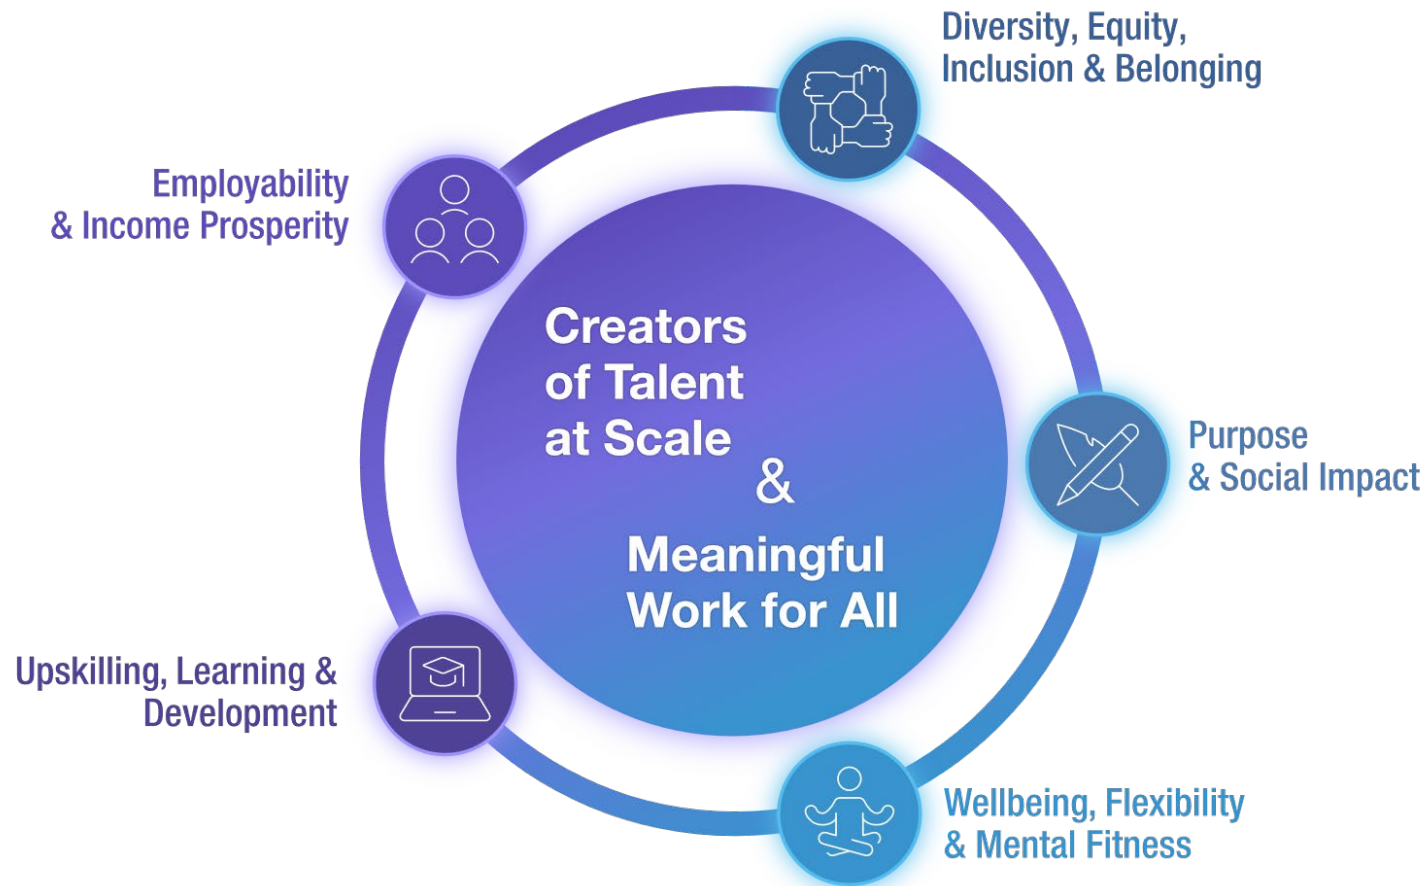 Diversity, Equity,
Inclusion & Belonging
Employability
& Income Prosperity
Creators
of Talent
at Scale
&
Meaningful
Work for All
Purpose
& Social Impact
Upskilling, Learning &
Development
Wellbeing, Flexibility
& Mental Fitness